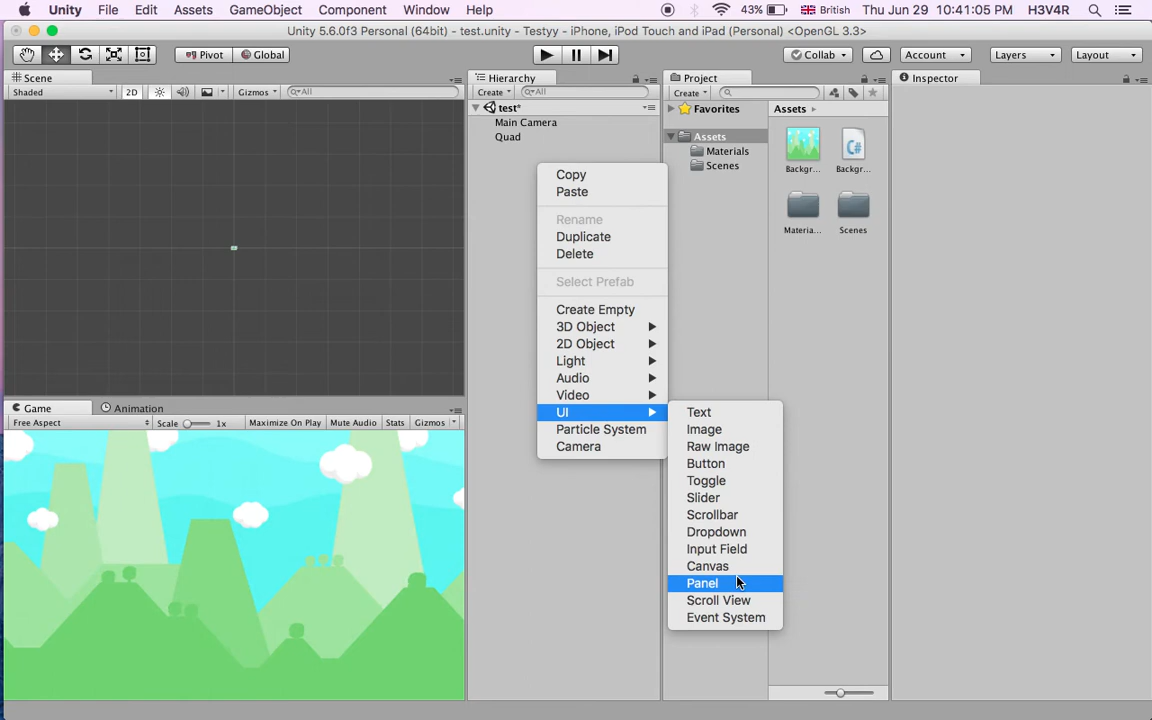 Unity File Edit Assets GameObject Component Window Help 43% British Thu Jun 29 10:41:05 PM H3V4R
Unity 5.6.0f3 Personal (64bit) - test.unity - Testyy - iPhone, iPod Touch and iPad (Personal) <OpenGL 3.3>
Pivot Global Collab Account Layers Layout
Scene Hierarchy Project Inspector
Shaded 2D Gizmos All Create All Create
test* Favorites Assets
Main Camera
Quad Assets
Materials
Scenes
Backgr... Backgr...
Materia... Scenes
Copy
Paste
Rename
Duplicate
Delete
Select Prefab
Create Empty
3D Object
2D Object
Light
Audio
Video
UI
Particle System
Camera
Text
Image
Raw Image
Button
Toggle
Slider
Scrollbar
Dropdown
Input Field
Canvas
Panel
Scroll View
Event System
Game Animation
Free Aspect Scale 1x Maximize On Play Mute Audio Stats Gizmos
C#